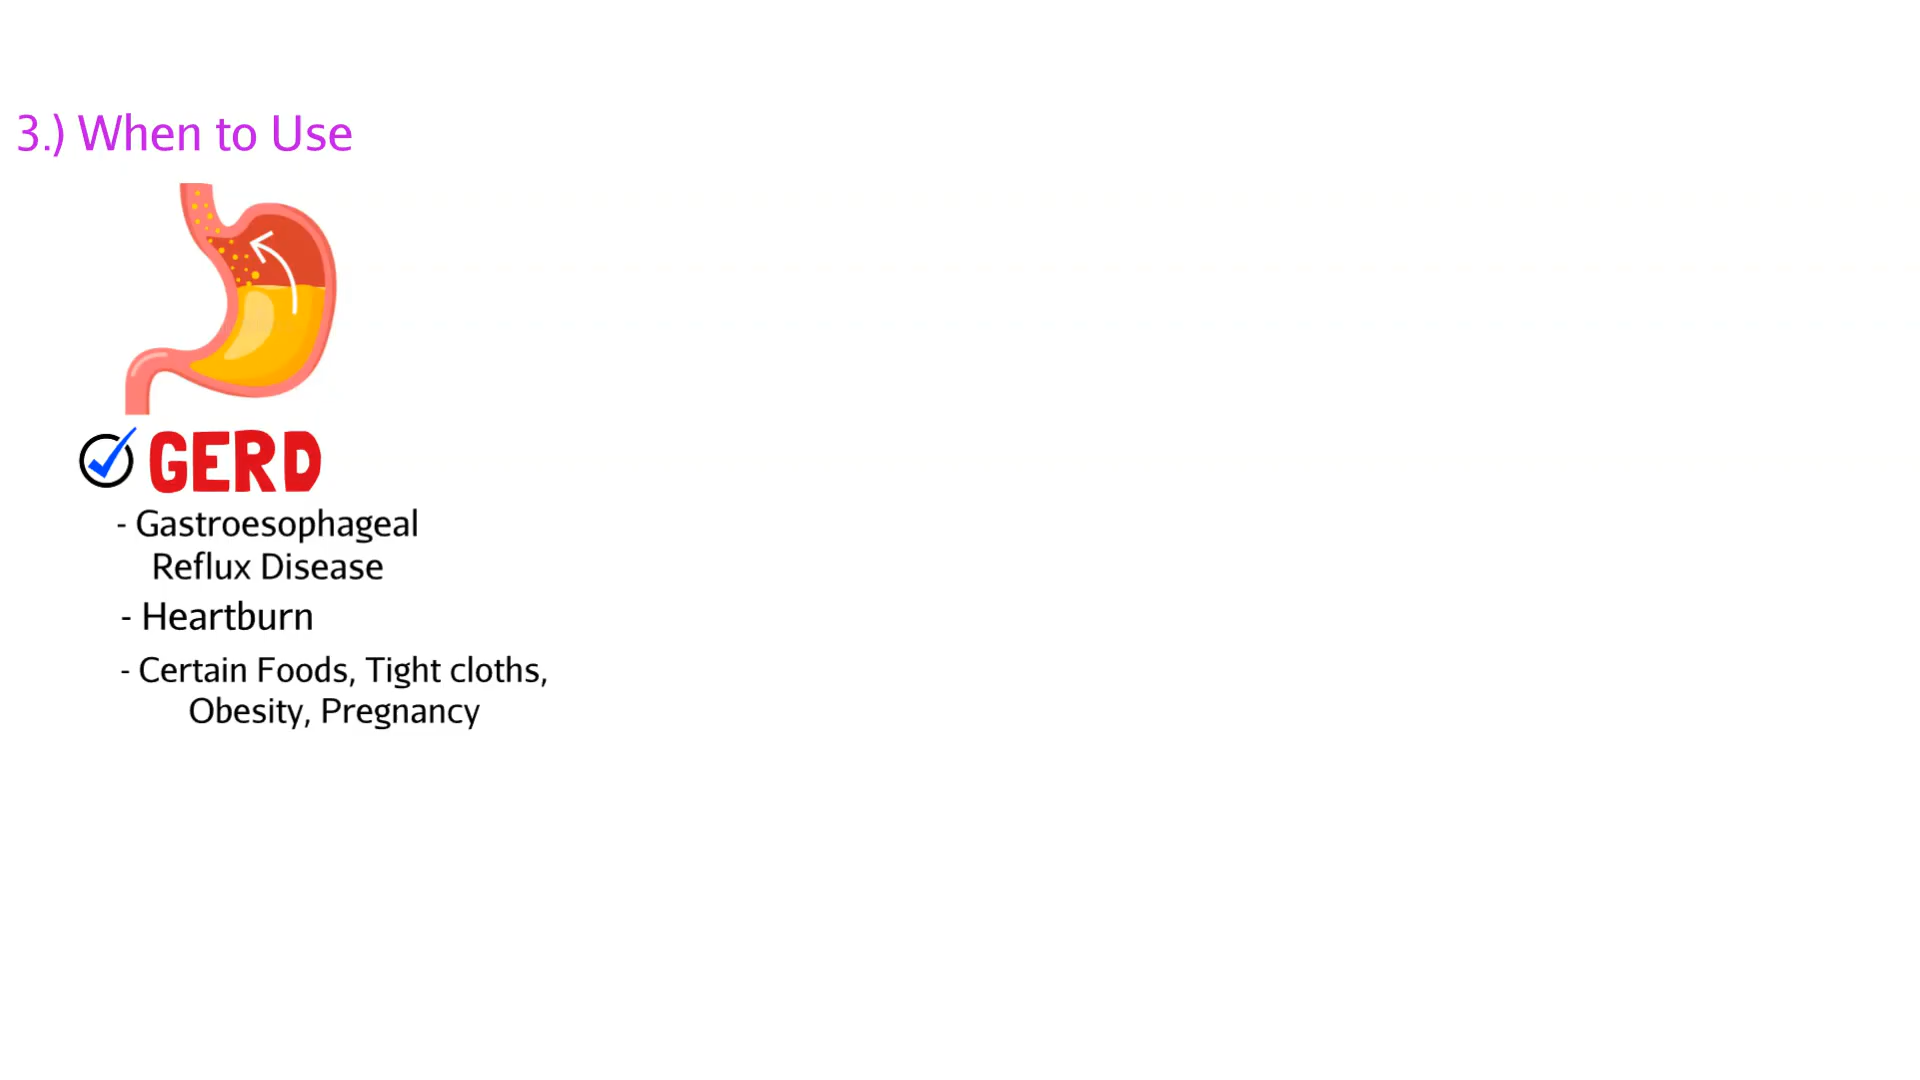 3.) When to Use
GERD
- Gastroesophageal
Reflux Disease
- Heartburn
- Certain Foods, Tight cloths,
Obesity, Pregnancy